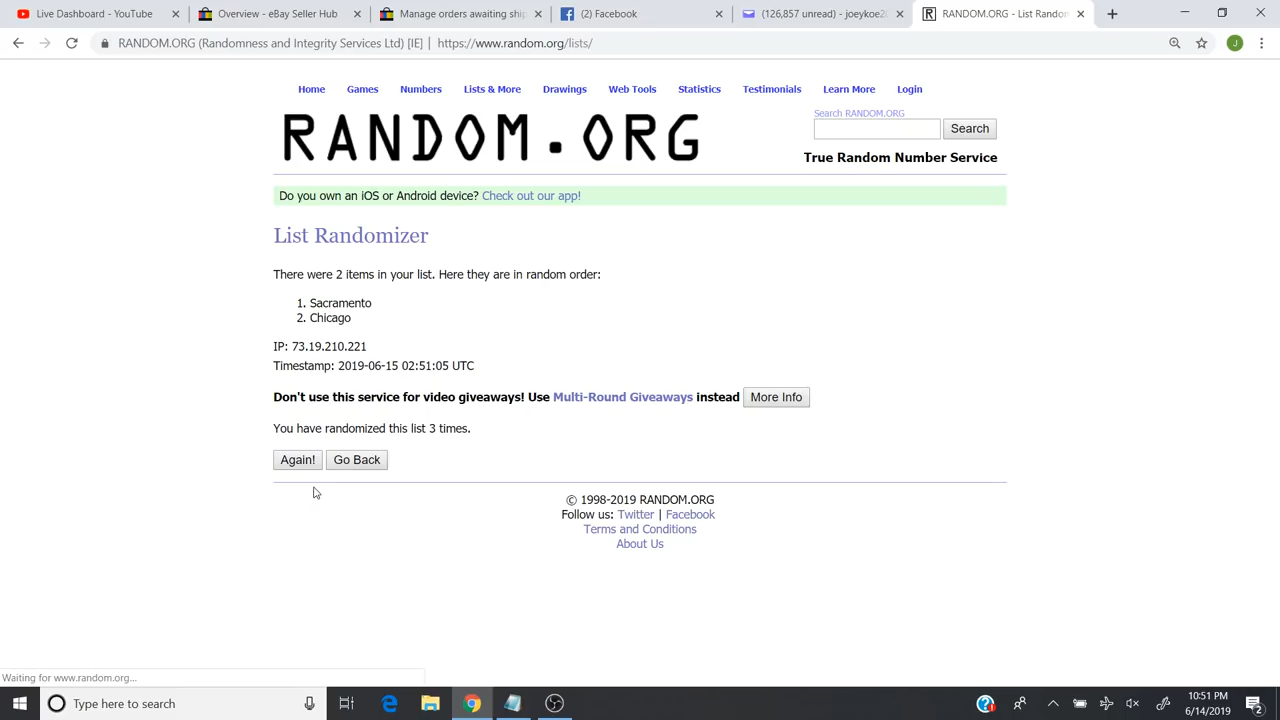 Live Dashboard - YouTube
Overview - eBay Seller Hub
Manage orders awaiting ship
(2) Facebook
(126,857 unread) - joeykoe20
RANDOM.ORG - List Random
RANDOM.ORG (Randomness and Integrity Services Ltd) [IE] | https://www.random.org/lists/
J
Home Games Numbers Lists & More Drawings Web Tools Statistics Testimonials Learn More Login
RANDOM.ORG
Search RANDOM.ORG
Search
True Random Number Service
Do you own an iOS or Android device? Check out our app!
List Randomizer
There were 2 items in your list. Here they are in random order:
1. Sacramento
2. Chicago
IP: 73.19.210.221
Timestamp: 2019-06-15 02:51:05 UTC
Don't use this service for video giveaways! Use Multi-Round Giveaways instead More Info
You have randomized this list 3 times.
Again! Go Back
© 1998-2019 RANDOM.ORG
Follow us: Twitter | Facebook
Terms and Conditions
About Us
Waiting for www.random.org...
Type here to search
10:51 PM
6/14/2019
2